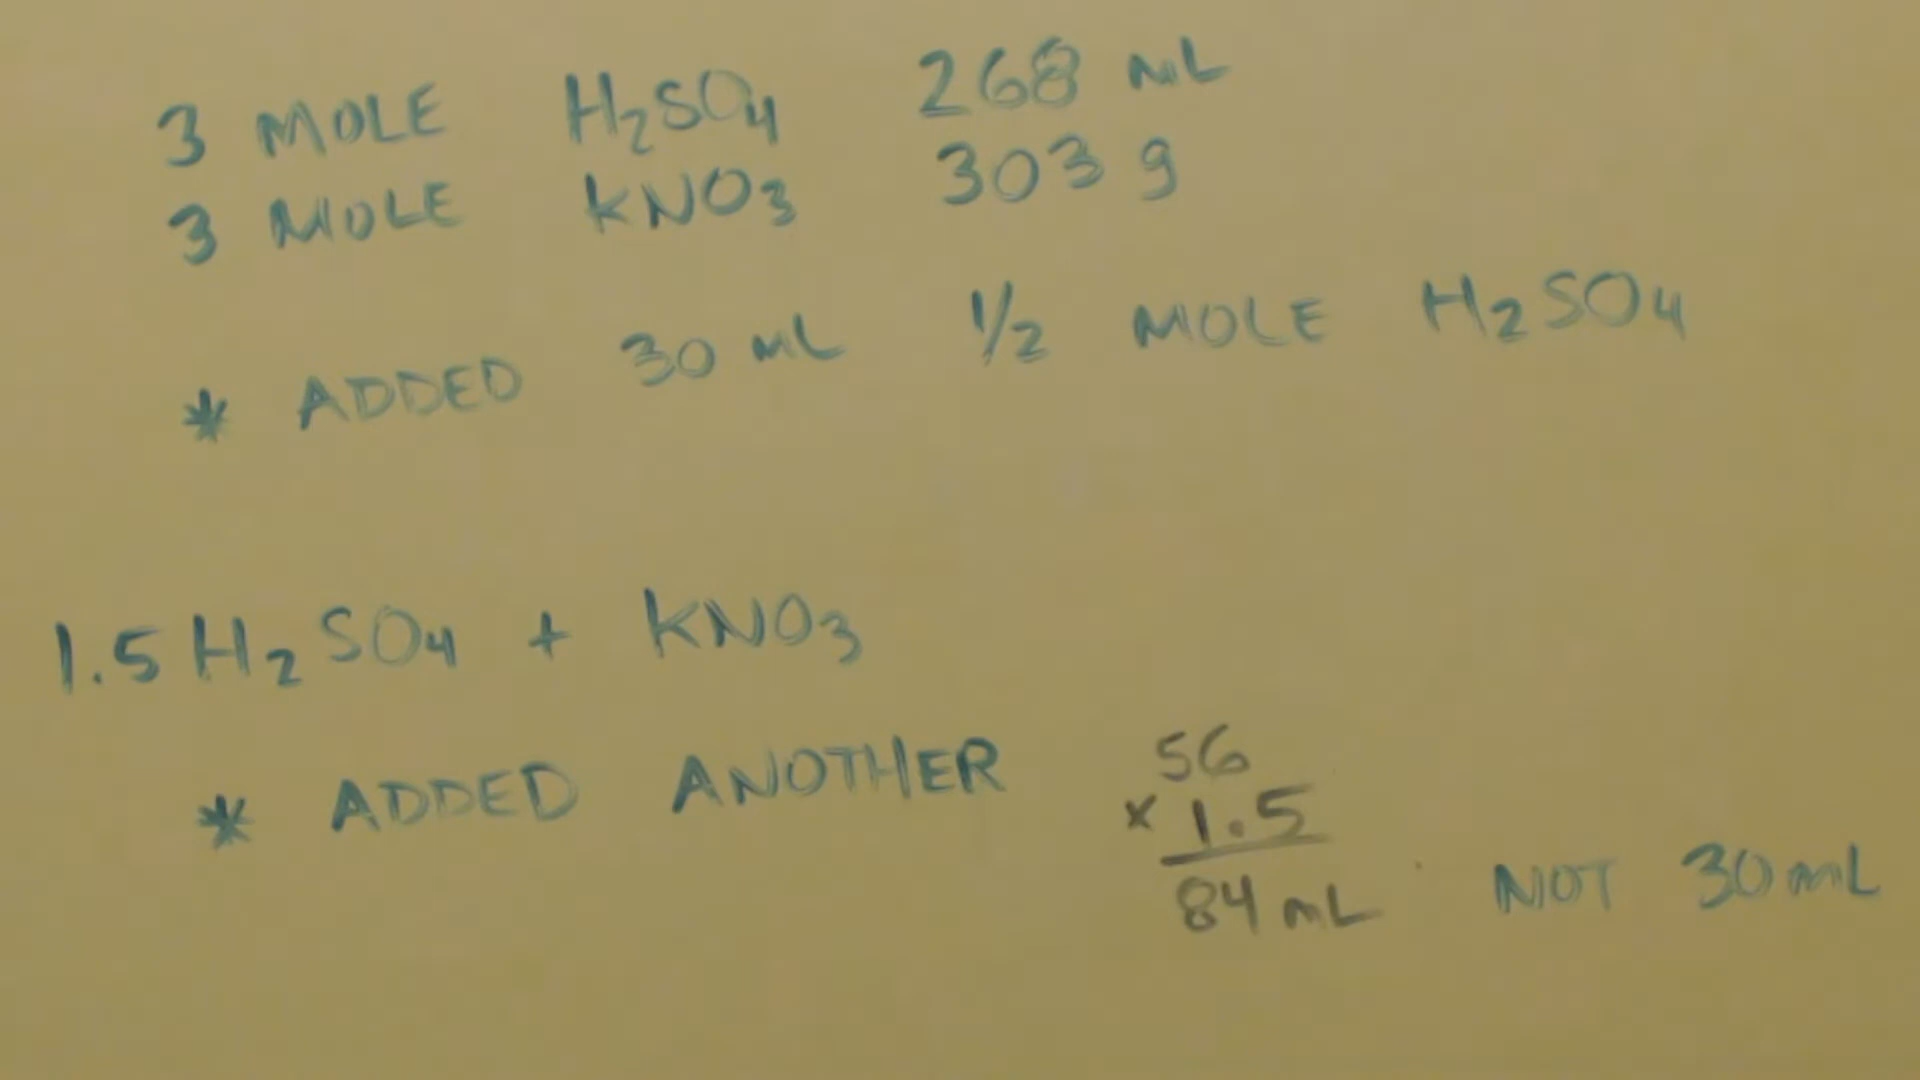 3 MOLE H₂SO₄ 268 mL
3 MOLE KNO₃ 303 g
* ADDED 30 mL 1/2 MOLE H₂SO₄
1.5 H₂SO₄ + KNO₃
* ADDED ANOTHER
56
x 1.5
84 mL
NOT 30 mL